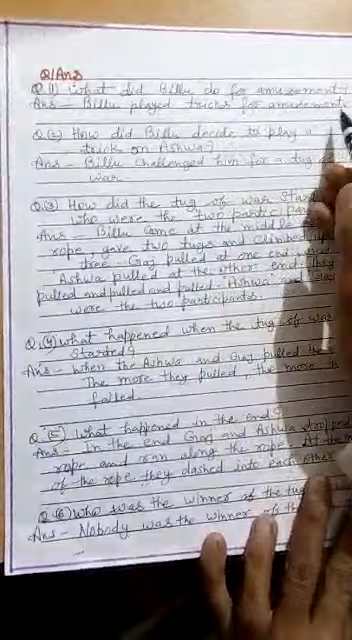 Q/Ans
Q.(1) What did Billu do for amusement?
Ans - Billu played tricks for amusement
Q.(2) How did Billu decide to play a
trick on Ashwa?
Ans - Billu challenged him for a tug of
war.
Q.(3) How did the tug of war start
who were the two partici
Ans - Billu came at the middle
rope, gave two tugs and climbed
tree. Gaj pulled at one end and
Ashwa pulled at the other end. They
pulled and pulled and pulled. Ashwa and Gaj
were the two participants.
Q.(4) What happened when the tug of war
started?
Ans - When the Ashwa and Gaj pulled the
The more they pulled, the more
failed.
Q.(5) What happened in the end?
Ans - In the end Gaj and Ashwa dropped
rope and ran along the rope. At the
of the rope they dashed into each other
Q.(6) Who was the winner of the tug
Ans - Nobody was the winner of the